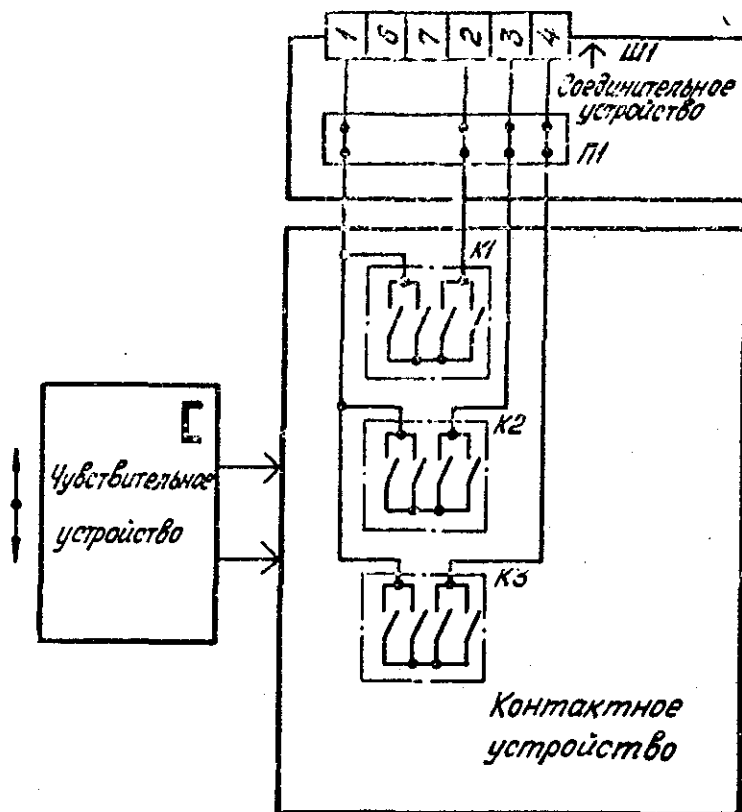 1 6 7 2 3 4
Ш1
Соединительное
устройство
П1
К1
К2
Чувствительное
устройство
К3
Контактное
устройство